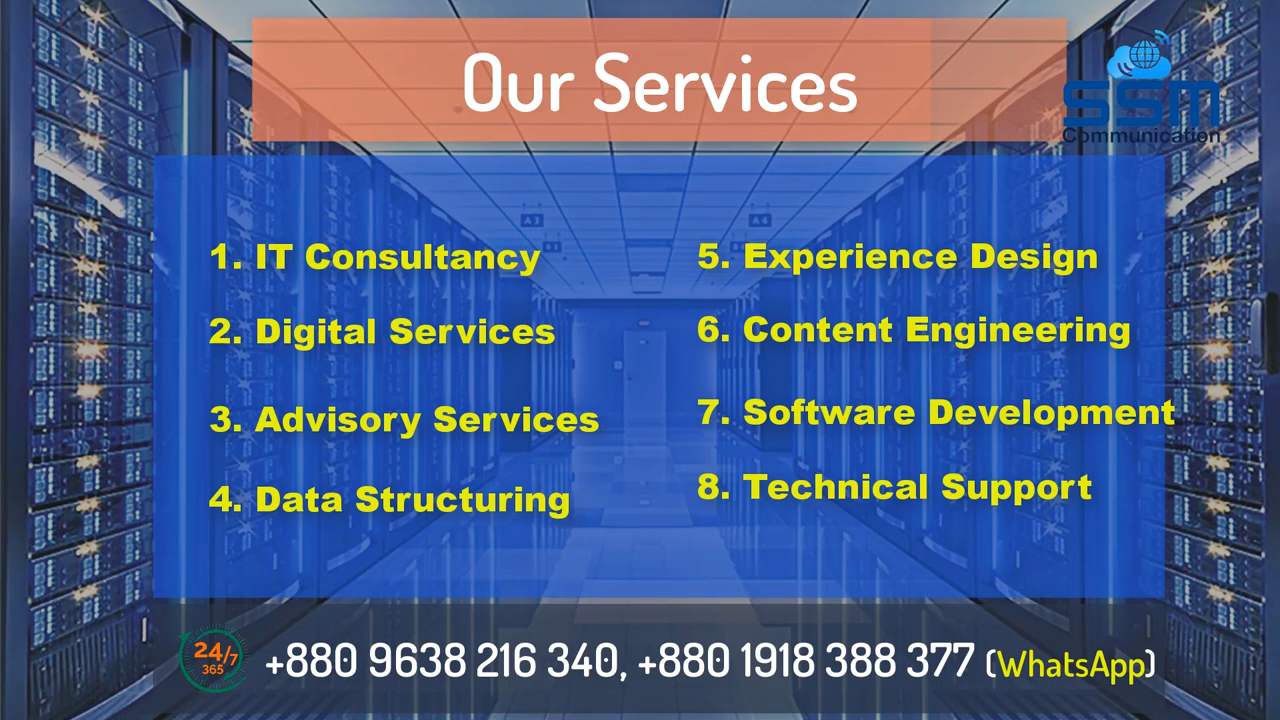 Our Services
SSM
Communication
1. IT Consultancy
2. Digital Services
3. Advisory Services
4. Data Structuring
5. Experience Design
6. Content Engineering
7. Software Development
8. Technical Support
A3
A4
24/7
365
+880 9638 216 340, +880 1918 388 377 (WhatsApp)